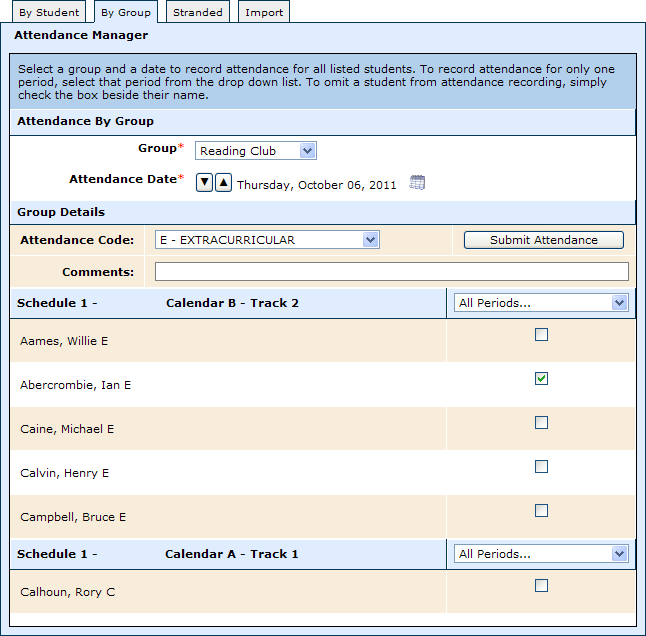 By Student By Group Stranded Import
Attendance Manager
Select a group and a date to record attendance for all listed students. To record attendance for only one
period, select that period from the drop down list. To omit a student from attendance recording, simply
check the box beside their name.
Attendance By Group
Group* Reading Club
Attendance Date* Thursday, October 06, 2011
Group Details
Attendance Code: E - EXTRACURRICULAR Submit Attendance
Comments:
Schedule 1 - Calendar B - Track 2 All Periods...
Aames, Willie E
Abercrombie, Ian E
Caine, Michael E
Calvin, Henry E
Campbell, Bruce E
Schedule 1 - Calendar A - Track 1 All Periods...
Calhoun, Rory C